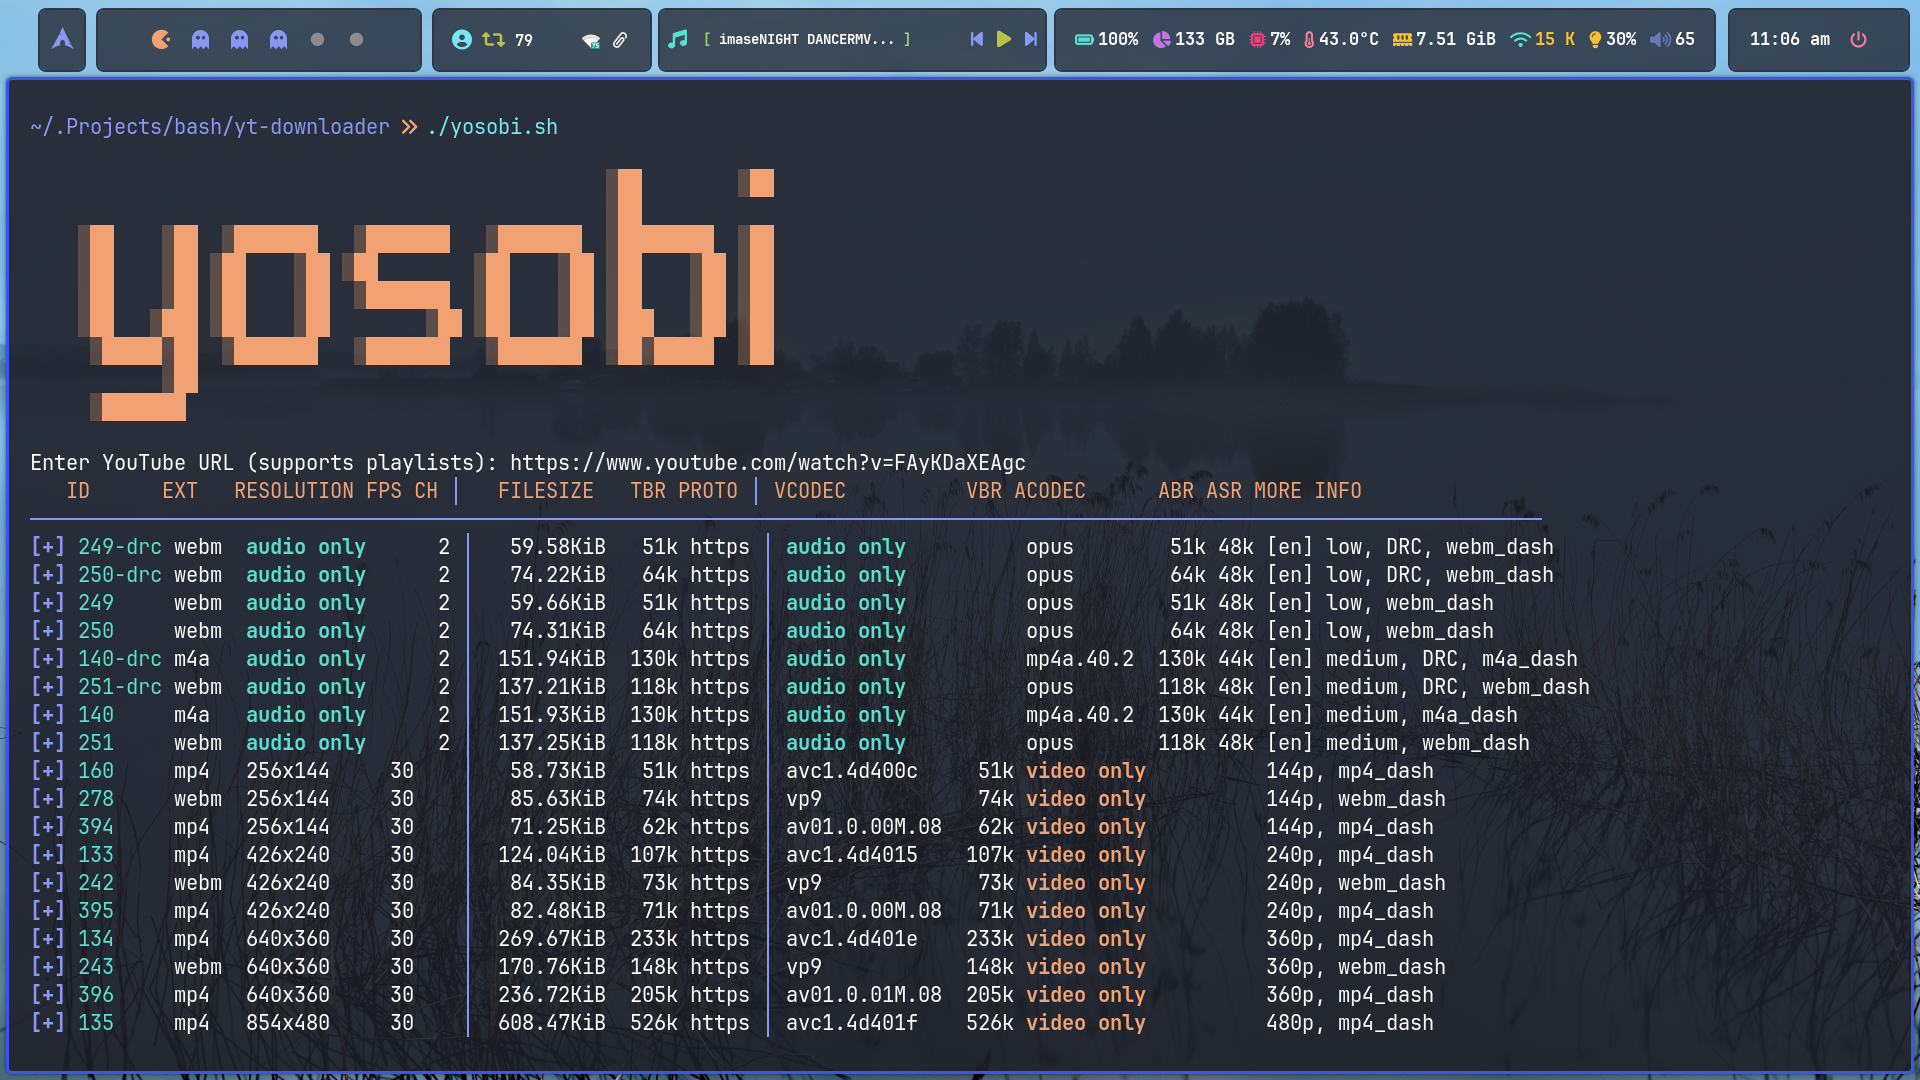 79 [ imaseNIGHT DANCERMV... ] 100% 133 GB 7% 43.0°C 7.51 GiB 15 K 30% 65 11:06 am
~/.Projects/bash/yt-downloader >> ./yosobi.sh
yosobi
Enter YouTube URL (supports playlists): https://www.youtube.com/watch?v=FAyKDaXEAgc
ID EXT RESOLUTION FPS CH │ FILESIZE TBR PROTO │ VCODEC VBR ACODEC ABR ASR MORE INFO
[+] 249-drc webm audio only 2 │ 59.58KiB 51k https │ audio only opus 51k 48k [en] low, DRC, webm_dash
[+] 250-drc webm audio only 2 │ 74.22KiB 64k https │ audio only opus 64k 48k [en] low, DRC, webm_dash
[+] 249 webm audio only 2 │ 59.66KiB 51k https │ audio only opus 51k 48k [en] low, webm_dash
[+] 250 webm audio only 2 │ 74.31KiB 64k https │ audio only opus 64k 48k [en] low, webm_dash
[+] 140-drc m4a audio only 2 │ 151.94KiB 130k https │ audio only mp4a.40.2 130k 44k [en] medium, DRC, m4a_dash
[+] 251-drc webm audio only 2 │ 137.21KiB 118k https │ audio only opus 118k 48k [en] medium, DRC, webm_dash
[+] 140 m4a audio only 2 │ 151.93KiB 130k https │ audio only mp4a.40.2 130k 44k [en] medium, m4a_dash
[+] 251 webm audio only 2 │ 137.25KiB 118k https │ audio only opus 118k 48k [en] medium, webm_dash
[+] 160 mp4 256x144 30 │ 58.73KiB 51k https │ avc1.4d400c 51k video only 144p, mp4_dash
[+] 278 webm 256x144 30 │ 85.63KiB 74k https │ vp9 74k video only 144p, webm_dash
[+] 394 mp4 256x144 30 │ 71.25KiB 62k https │ av01.0.00M.08 62k video only 144p, mp4_dash
[+] 133 mp4 426x240 30 │ 124.04KiB 107k https │ avc1.4d4015 107k video only 240p, mp4_dash
[+] 242 webm 426x240 30 │ 84.35KiB 73k https │ vp9 73k video only 240p, webm_dash
[+] 395 mp4 426x240 30 │ 82.48KiB 71k https │ av01.0.00M.08 71k video only 240p, mp4_dash
[+] 134 mp4 640x360 30 │ 269.67KiB 233k https │ avc1.4d401e 233k video only 360p, mp4_dash
[+] 243 webm 640x360 30 │ 170.76KiB 148k https │ vp9 148k video only 360p, webm_dash
[+] 396 mp4 640x360 30 │ 236.72KiB 205k https │ av01.0.01M.08 205k video only 360p, mp4_dash
[+] 135 mp4 854x480 30 │ 608.47KiB 526k https │ avc1.4d401f 526k video only 480p, mp4_dash